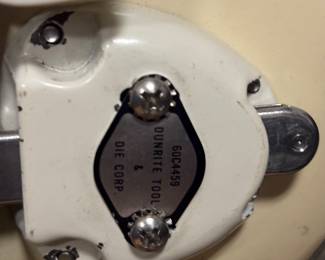 60C4459
DUNRITE TOOL
&
DIE CORP